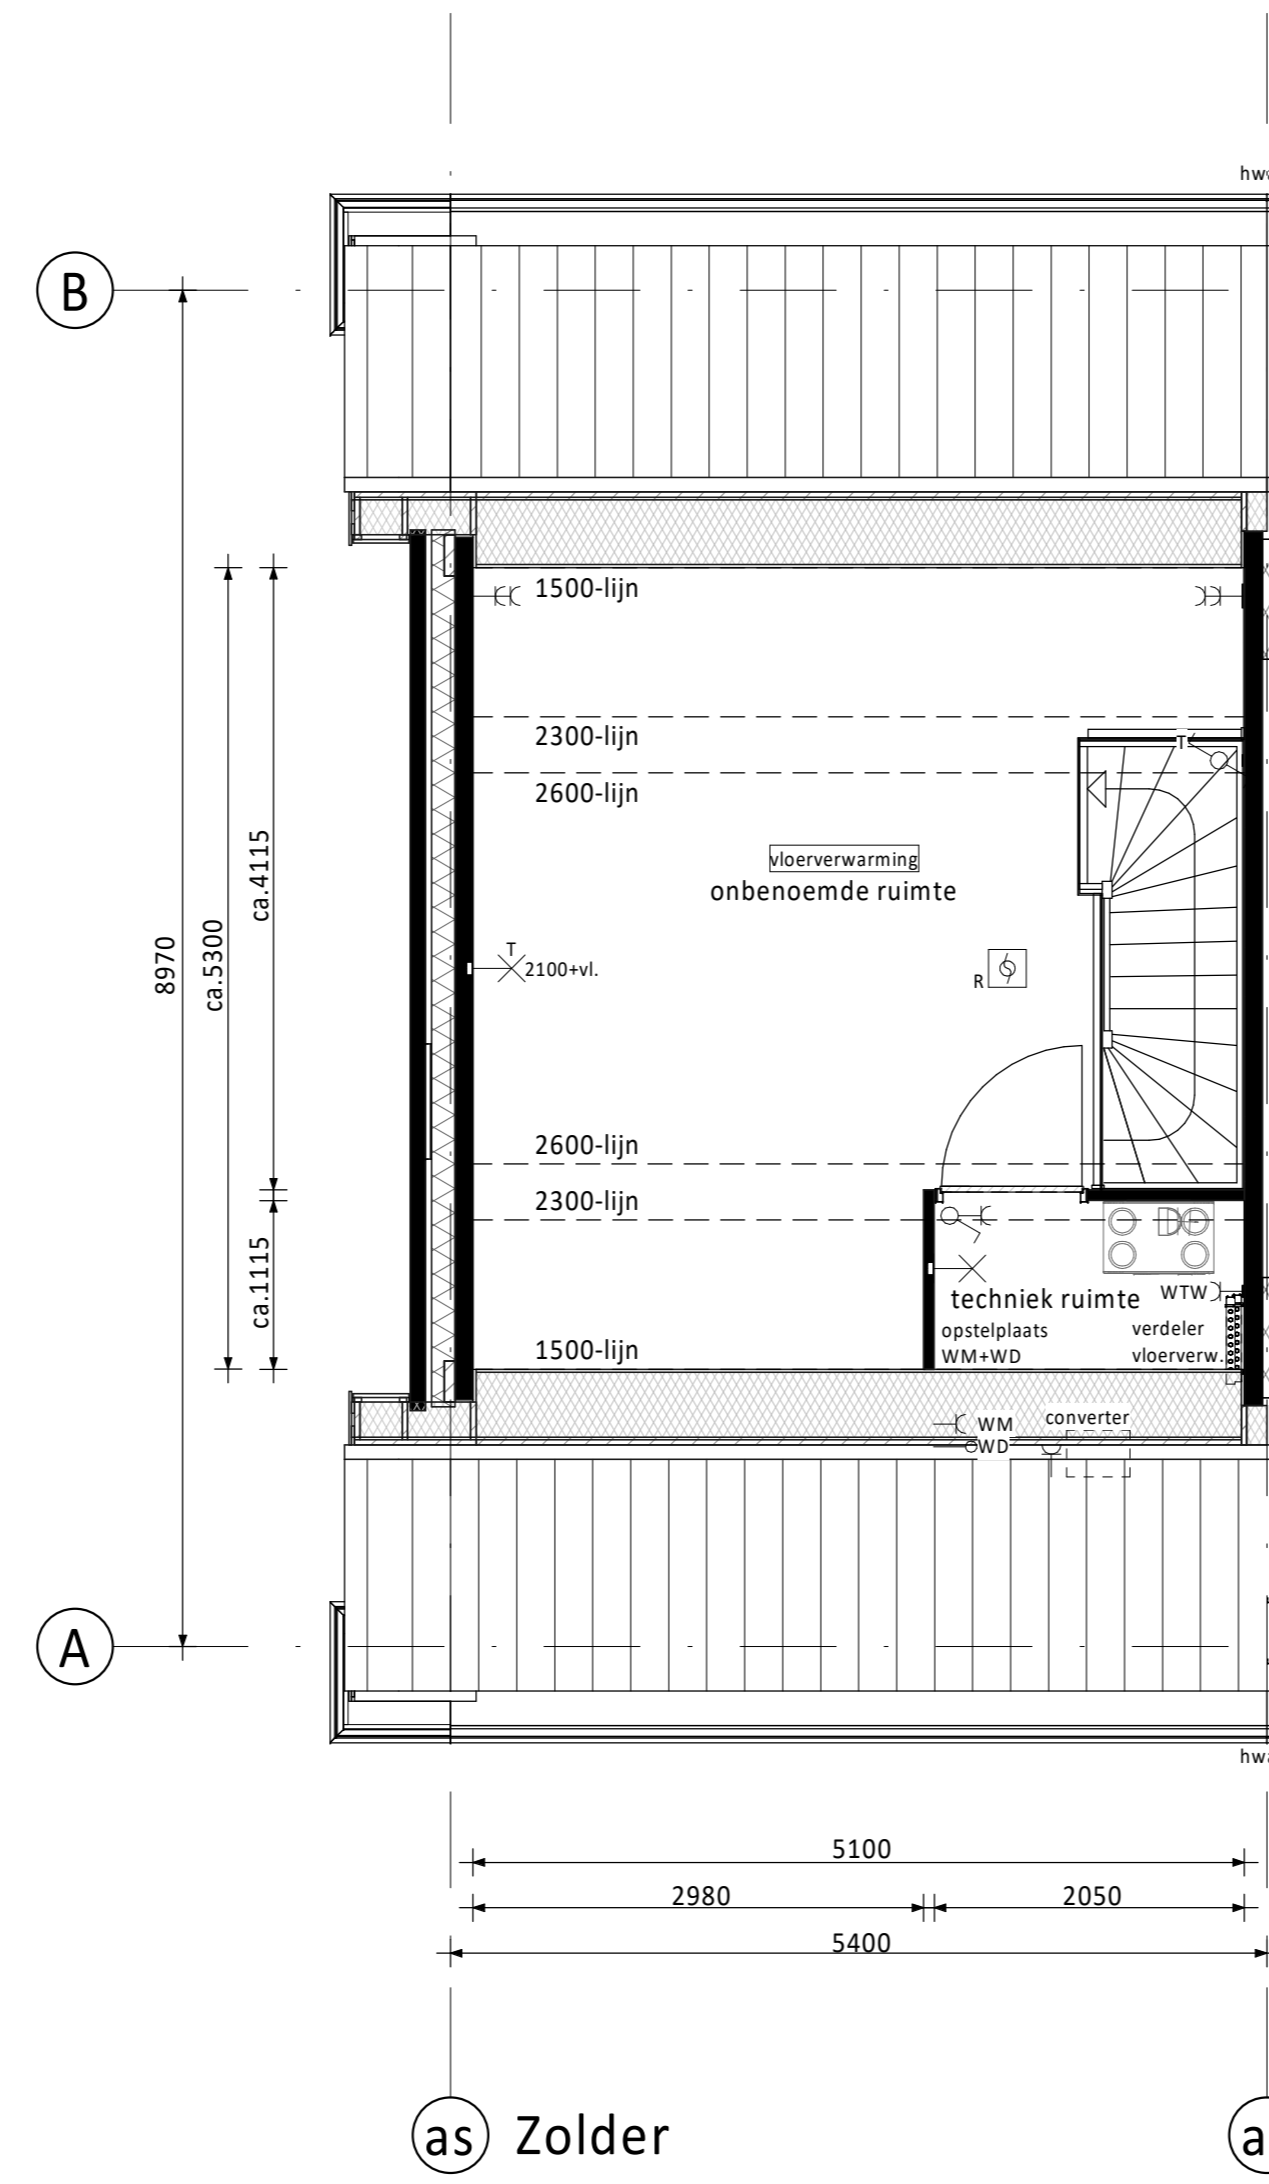 B
1500-lijn
2300-lijn
2600-lijn
T
vloerverwarming
onbenoemde ruimte
ca.4115
ca.5300
8970
T
2100+vl.
R
2600-lijn
2300-lijn
ca.1115
WTW
techniek ruimte
opstelplaats
WM+WD
verdeler
vloerverw.
1500-lijn
WM
WD
converter
A
5100
2980
2050
5400
as
Zolder